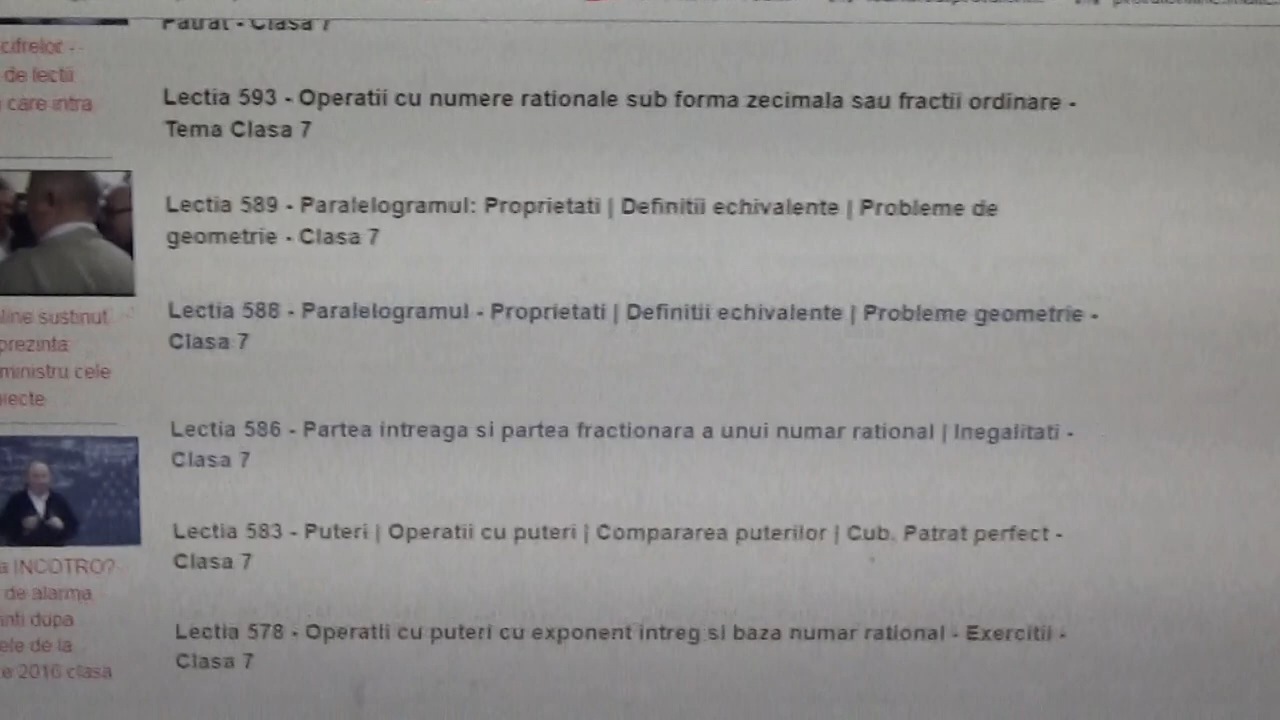 Patrat - Clasa 7
cifrelor -
de lectii
care intra
Lectia 593 - Operatii cu numere rationale sub forma zecimala sau fractii ordinare -
Tema Clasa 7
Lectia 589 - Paralelogramul: Proprietati | Definitii echivalente | Probleme de
geometrie - Clasa 7
Lectia 588 - Paralelogramul - Proprietati | Definitii echivalente | Probleme geometrie -
Clasa 7
sustinut
prezinta
ministru cele
Lectia 586 - Partea intreaga si partea fractionara a unui numar rational | Inegalitati -
Clasa 7
Lectia 583 - Puteri | Operatii cu puteri | Compararea puterilor | Cub, Patrat perfect -
Clasa 7
a INCOTRO?
de alarma
dupa
ele de la
e 2016 clasa
Lectia 578 - Operatii cu puteri cu exponent intreg si baza numar rational - Exercitii -
Clasa 7